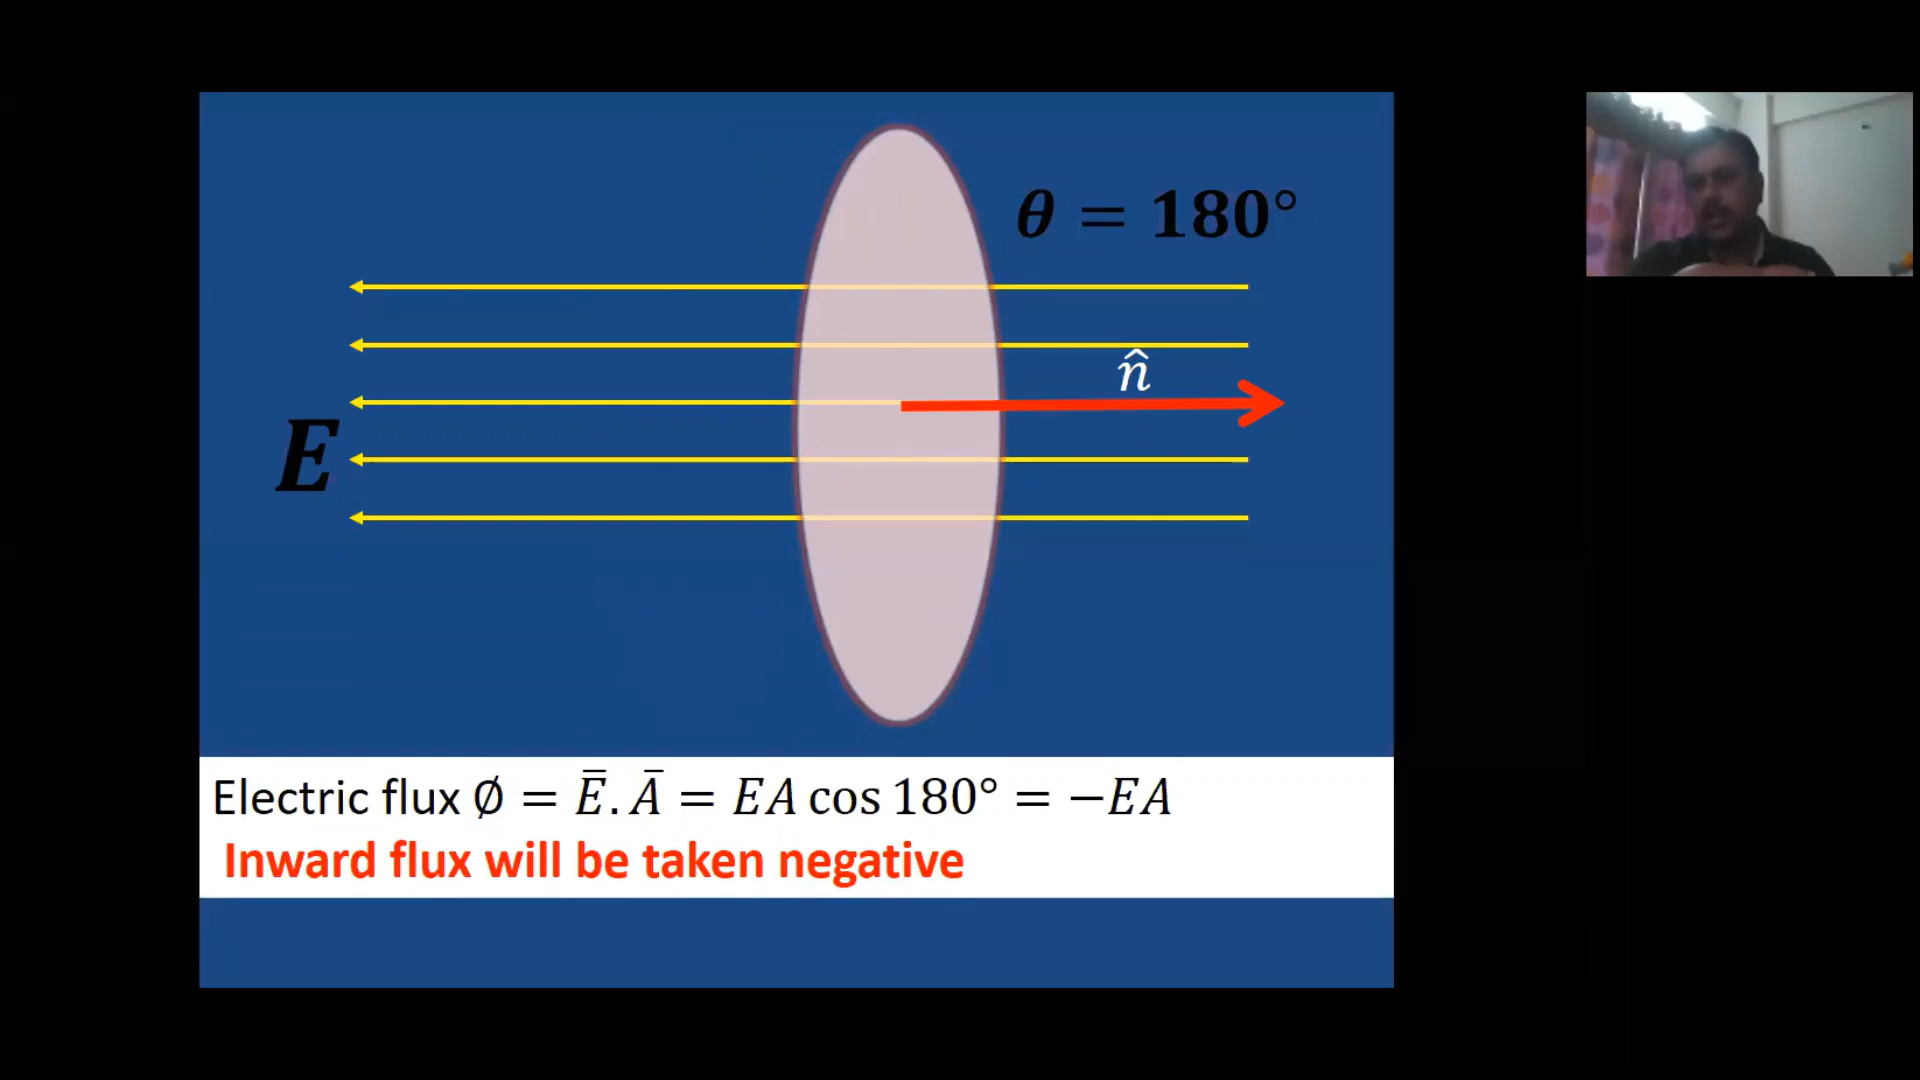 θ = 180°
n̂
E
Electric flux ∅ = E̅. A̅ = EA cos 180° = −EA
Inward flux will be taken negative